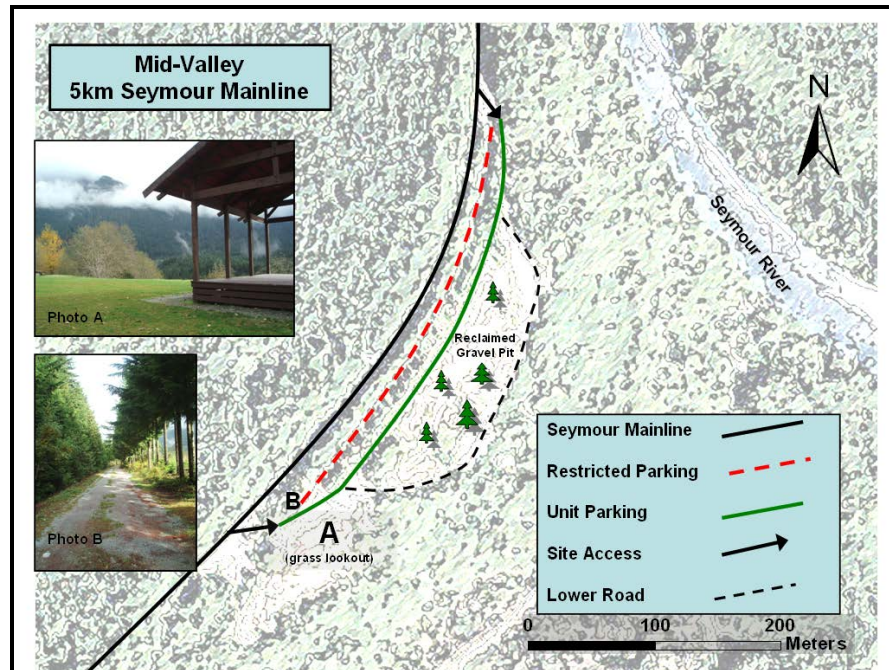 Mid-Valley
5km Seymour Mainline
N
Seymour River
Photo A
Reclaimed
Gravel Pit
Photo B
B
A
(grass lookout)
Seymour Mainline
Restricted Parking
Unit Parking
Site Access
Lower Road
0 100 200
Meters